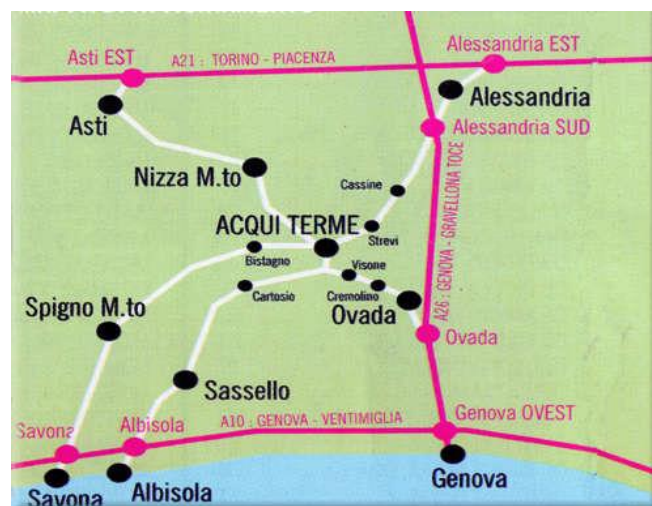 Asti EST
A21 : TORINO - PIACENZA
Alessandria EST
Asti
Alessandria
Alessandria SUD
Nizza M.to
Cassine
ACQUI TERME
Strevi
Bistagno
Visone
Cartosio
Cremolino
A26 : GENOVA - GRAVELLONA TOCE
Spigno M.to
Ovada
Ovada
Sassello
Savona
Albisola
A10 : GENOVA - VENTIMIGLIA
Genova OVEST
Savona
Albisola
Genova